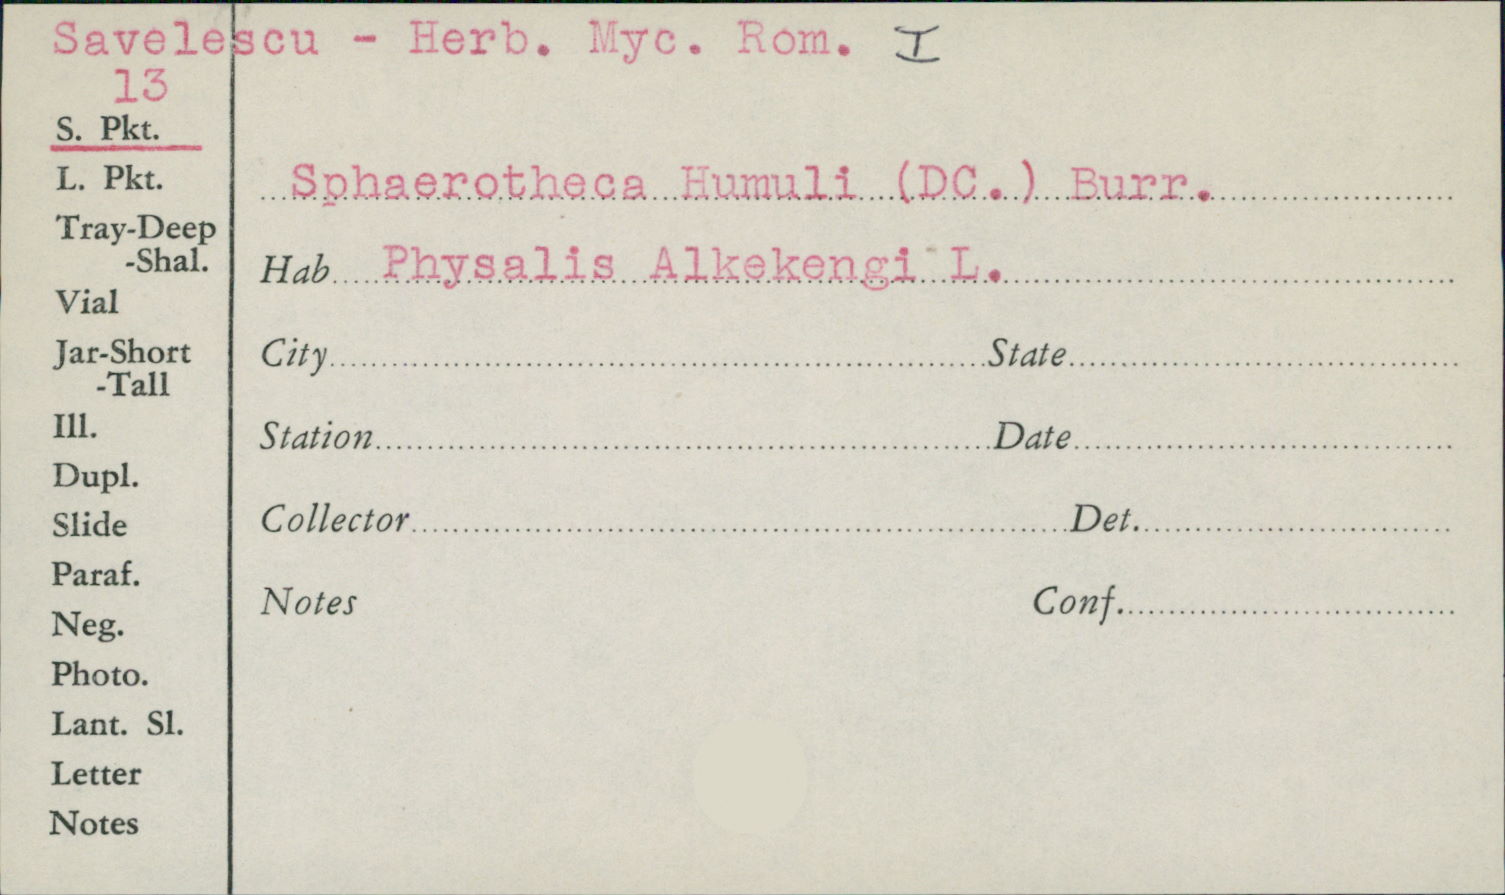 Savelescu - Herb. Myc. Rom. I
13
S. Pkt.
L. Pkt.
Tray-Deep
-Shal.
Vial
Jar-Short
-Tall
Ill.
Dupl.
Slide
Paraf.
Neg.
Photo.
Lant. Sl.
Letter
Notes
Sphaerotheca Humuli (DC.) Burr.
Hab Physalis Alkekengi L.
City State
Station Date
Collector Det.
Notes Conf.